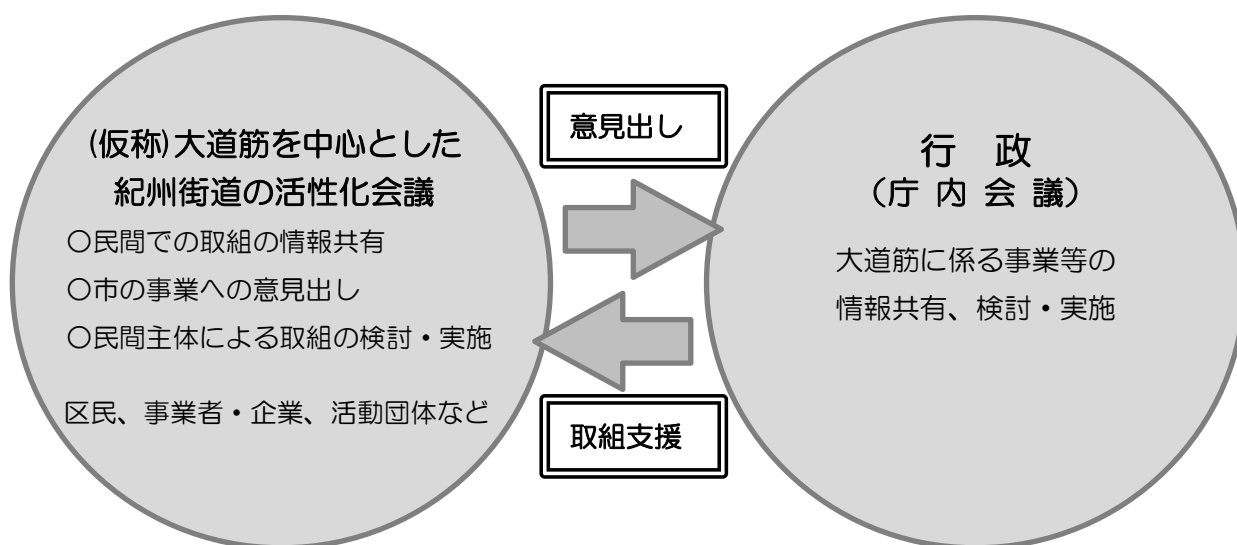 (仮称)大道筋を中心とした
紀州街道の活性化会議
〇民間での取組の情報共有
〇市の事業への意見出し
〇民間主体による取組の検討・実施
区民、事業者・企業、活動団体など
意見出し
取組支援
行 政
（庁 内 会 議）
大道筋に係る事業等の
情報共有、検討・実施